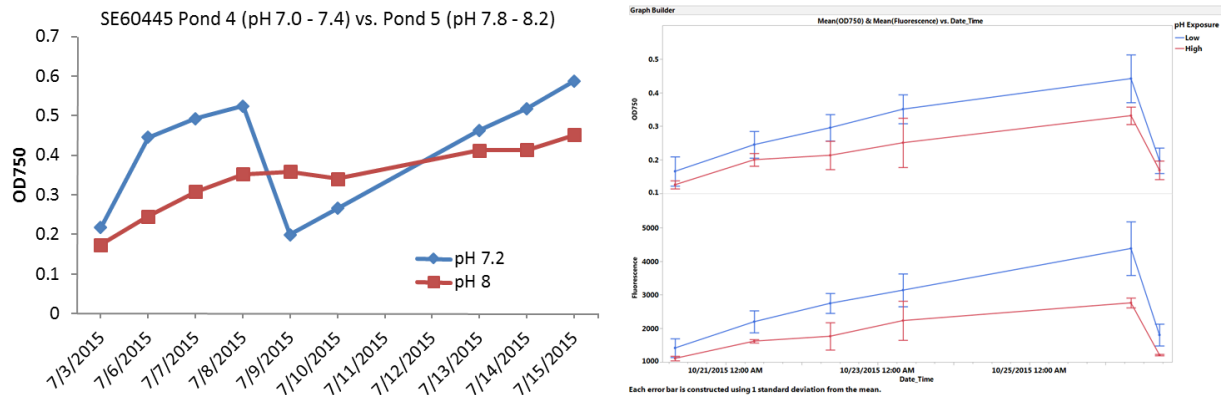 SE60445 Pond 4 (pH 7.0 - 7.4) vs. Pond 5 (pH 7.8 - 8.2)
OD750
0.7
0.6
0.5
0.4
0.3
0.2
0.1
0
pH 7.2
pH 8
7/3/2015
7/6/2015
7/7/2015
7/8/2015
7/9/2015
7/10/2015
7/11/2015
7/12/2015
7/13/2015
7/14/2015
7/15/2015
Graph Builder
Mean(OD750) & Mean(Fluorescence) vs. Date_Time
pH Exposure
Low
High
OD750
0.5
0.4
0.3
0.2
0.1
Fluorescence
5000
4000
3000
2000
1000
10/21/2015 12:00 AM
10/23/2015 12:00 AM
10/25/2015 12:00 AM
Date_Time
Each error bar is constructed using 1 standard deviation from the mean.